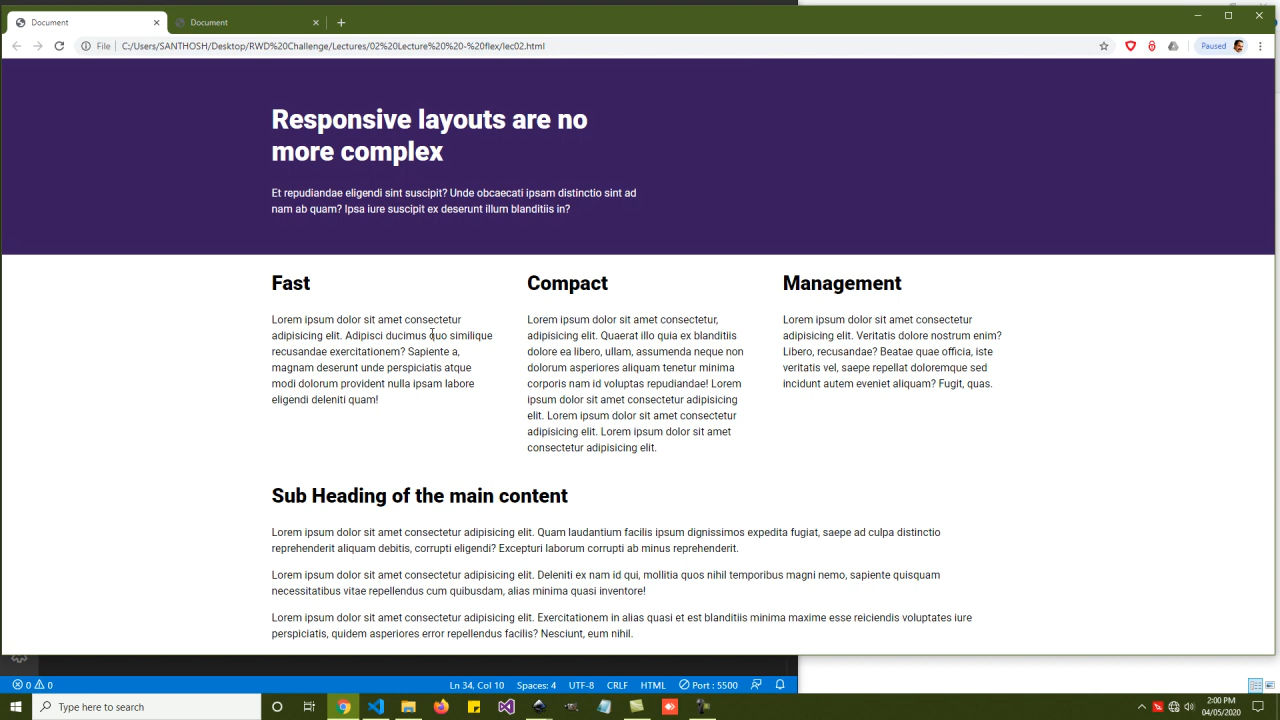 Document
Document
File
C:/Users/SANTHOSH/Desktop/RWD%20Challenge/Lectures/02%20Lecture%20%20-%20flex/lec02.html
Paused
Responsive layouts are no
more complex
Et repudiandae eligendi sint suscipit? Unde obcaecati ipsam distinctio sint ad
nam ab quam? Ipsa iure suscipit ex deserunt illum blanditiis in?
Fast
Lorem ipsum dolor sit amet consectetur
adipisicing elit. Adipisci ducimus quo similique
recusandae exercitationem? Sapiente a,
magnam deserunt unde perspiciatis atque
modi dolorum provident nulla ipsam labore
eligendi deleniti quam!
Compact
Lorem ipsum dolor sit amet consectetur,
adipisicing elit. Quaerat illo quia ex blanditiis
dolore ea libero, ullam, assumenda neque non
dolorum asperiores aliquam tenetur minima
corporis nam id voluptas repudiandae! Lorem
ipsum dolor sit amet consectetur adipisicing
elit. Lorem ipsum dolor sit amet consectetur
adipisicing elit. Lorem ipsum dolor sit amet
consectetur adipisicing elit.
Management
Lorem ipsum dolor sit amet consectetur
adipisicing elit. Veritatis dolore nostrum enim?
Libero, recusandae? Beatae quae officia, iste
veritatis vel, saepe repellat doloremque sed
incidunt autem eveniet aliquam? Fugit, quas.
Sub Heading of the main content
Lorem ipsum dolor sit amet consectetur adipisicing elit. Quam laudantium facilis ipsum dignissimos expedita fugiat, saepe ad culpa distinctio
reprehenderit aliquam debitis, corrupti eligendi? Excepturi laborum corrupti ab minus reprehenderit.
Lorem ipsum dolor sit amet consectetur adipisicing elit. Deleniti ex nam id qui, mollitia quos nihil temporibus magni nemo, sapiente quisquam
necessitatibus vitae repellendus cum quibusdam, alias minima quasi inventore!
Lorem ipsum dolor sit amet consectetur adipisicing elit. Exercitationem in alias quasi et est blanditiis minima maxime esse reiciendis voluptates iure
perspiciatis, quidem asperiores error repellendus facilis? Nesciunt, eum nihil.
0 0
Ln 34, Col 10
Spaces: 4
UTF-8
CRLF
HTML
Port : 5500
Type here to search
2:00 PM
04/05/2020